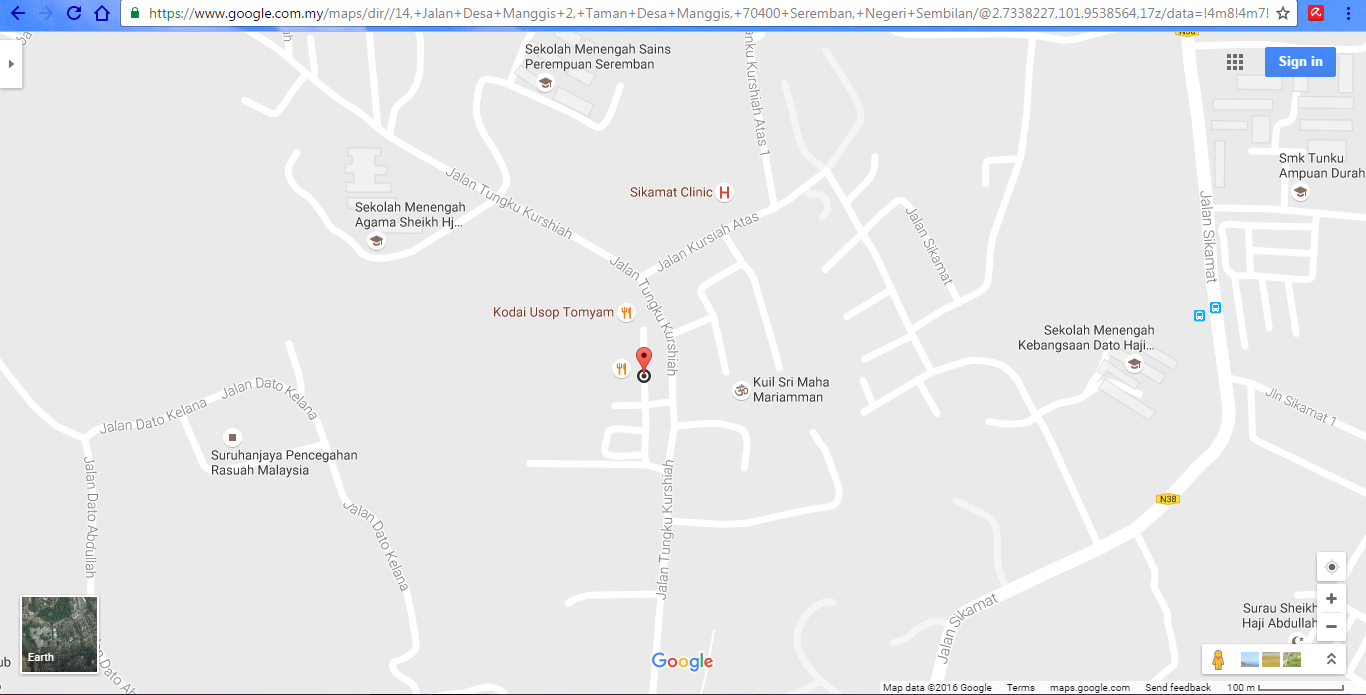 https://www.google.com.my/maps/dir//14,+Jalan+Desa+Manggis+2,+Taman+Desa+Manggis,+70400+Seremban,+Negeri+Sembilan/@2.7338227,101.9538564,17z/data=!4m8!4m7!
Sekolah Menengah Sains
Perempuan Seremban
Sign in
Kurshiah Atas 1
Smk Tunku
Ampuan Durah
Jalan Tungku Kurshiah
Sikamat Clinic
H
Sekolah Menengah
Agama Sheikh Hj...
Jalan Kursiah Atas
Jalan Sikamat
Jalan Sikamat
Jalan Tungku Kurshiah
Kodai Usop Tomyam
Sekolah Menengah
Kebangsaan Dato Haji...
Kuil Sri Maha
Mariamman
Jalan Dato Kelana
Jalan Dato Kelana
Jln Sikamat 1
Suruhanjaya Pencegahan
Rasuah Malaysia
Jalan Dato Abdullah
Jalan Dato Kelana
Jalan Tungku Kurshiah
N38
Jalan Sikamat
Surau Sheikh
Haji Abdullah
Jalan Dato Ab
Earth
ub
Google
Map data ©2016 Google
Terms
maps.google.com
Send feedback
100 m